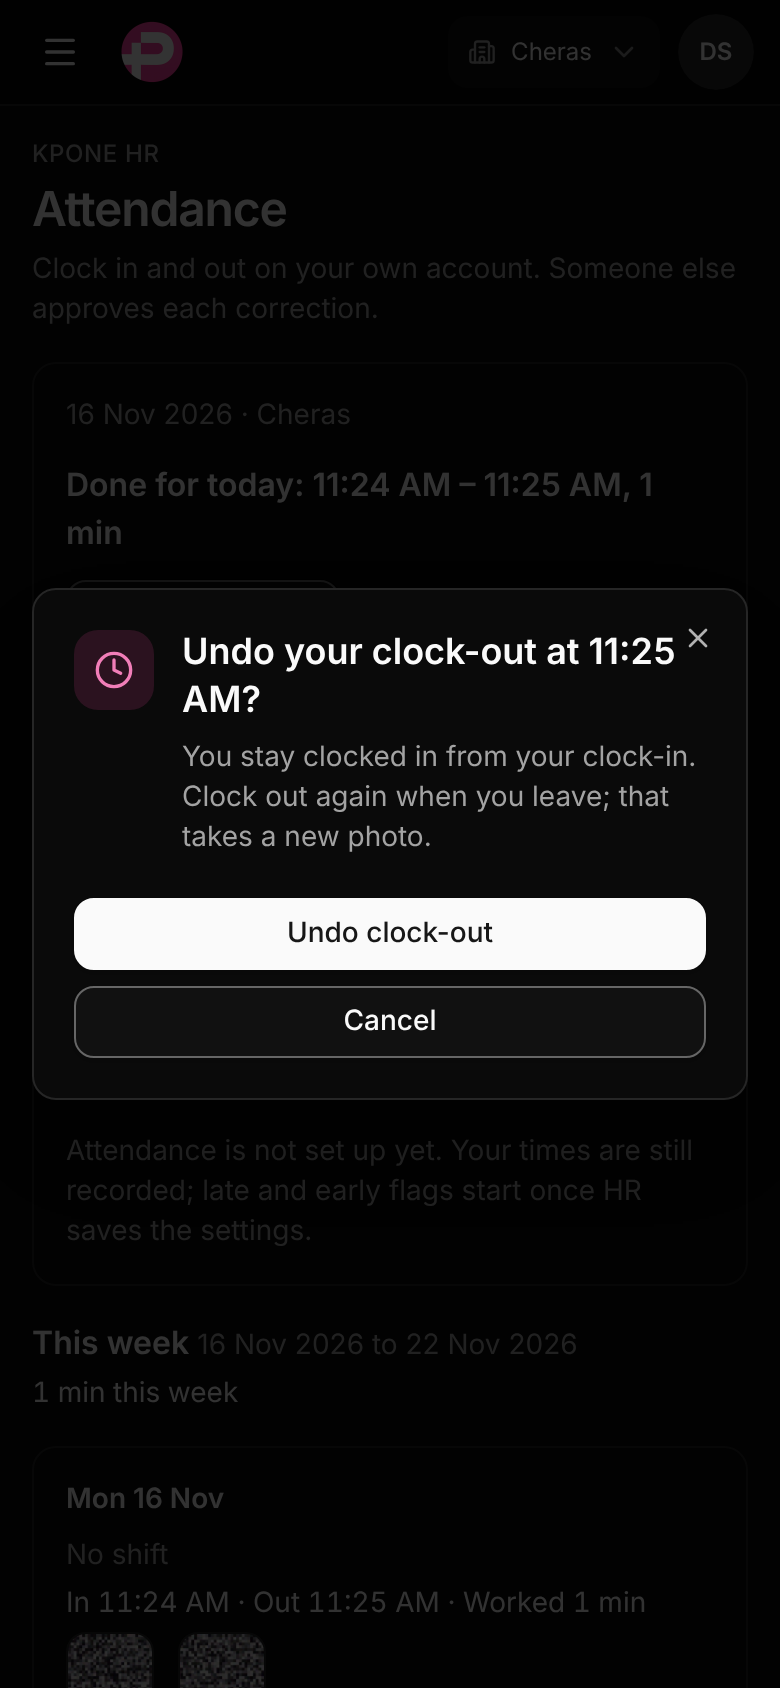 Cheras
DS
KPONE HR
Attendance
Clock in and out on your own account. Someone else
approves each correction.
16 Nov 2026 · Cheras
Done for today: 11:24 AM – 11:25 AM, 1
min
Undo your clock-out at 11:25
AM?
You stay clocked in from your clock-in.
Clock out again when you leave; that
takes a new photo.
Undo clock-out
Cancel
Attendance is not set up yet. Your times are still
recorded; late and early flags start once HR
saves the settings.
This week 16 Nov 2026 to 22 Nov 2026
1 min this week
Mon 16 Nov
No shift
In 11:24 AM · Out 11:25 AM · Worked 1 min